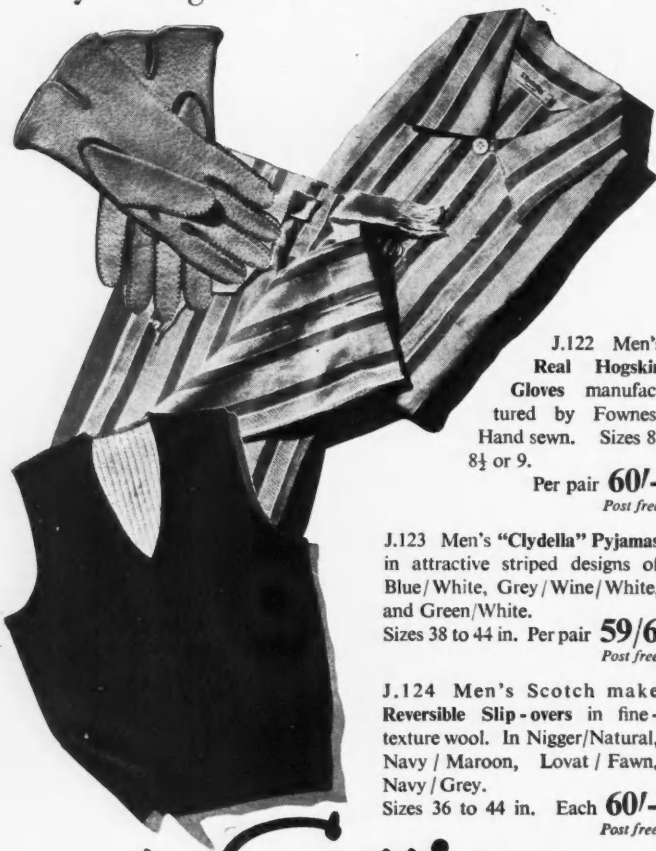 J.122 Men's
Real Hogskin
Gloves manufac
tured by Fownes
Hand sewn. Sizes 8
8½ or 9.
Per pair 60/-
Post free
J.123 Men's "Clydella" Pyjamas
in attractive striped designs of
Blue/White, Grey/Wine/White,
and Green/White.
Sizes 38 to 44 in. Per pair 59/6
Post free
J.124 Men's Scotch make
Reversible Slip-overs in fine-
texture wool. In Nigger/Natural,
Navy / Maroon, Lovat / Fawn,
Navy / Grey.
Sizes 36 to 44 in. Each 60/-
Post free